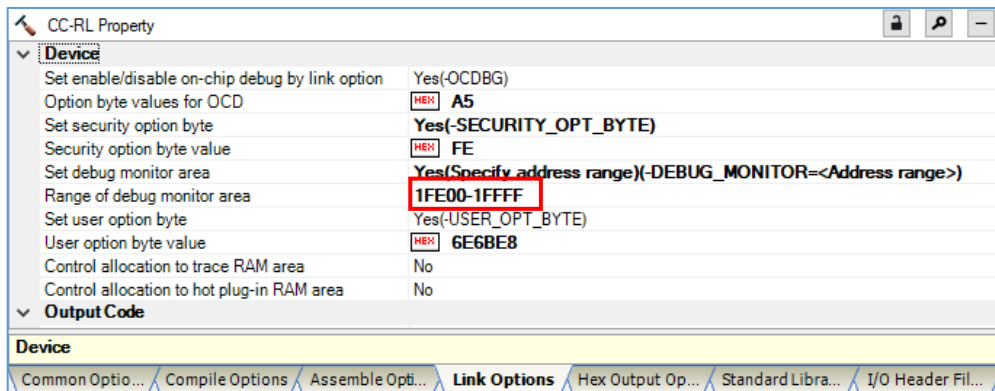 CC-RL Property
Device
Set enable/disable on-chip debug by link option Yes(-OCDBG)
Option byte values for OCD HEX A5
Set security option byte Yes(-SECURITY_OPT_BYTE)
Security option byte value HEX FE
Set debug monitor area Yes(Specify address range)(-DEBUG_MONITOR=<Address range>)
Range of debug monitor area 1FE00-1FFFF
Set user option byte Yes(-USER_OPT_BYTE)
User option byte value HEX 6E6BE8
Control allocation to trace RAM area No
Control allocation to hot plug-in RAM area No
Output Code
Device
Common Optio... Compile Options Assemble Opti... Link Options Hex Output Op... Standard Libra... I/O Header Fil...